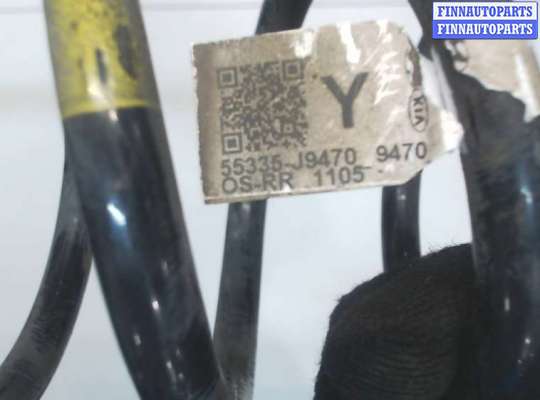 FINNAUTOPARTS
FINNAUTOPARTS
Y
KIA
55335-J9470 9470
OS-RR 1105